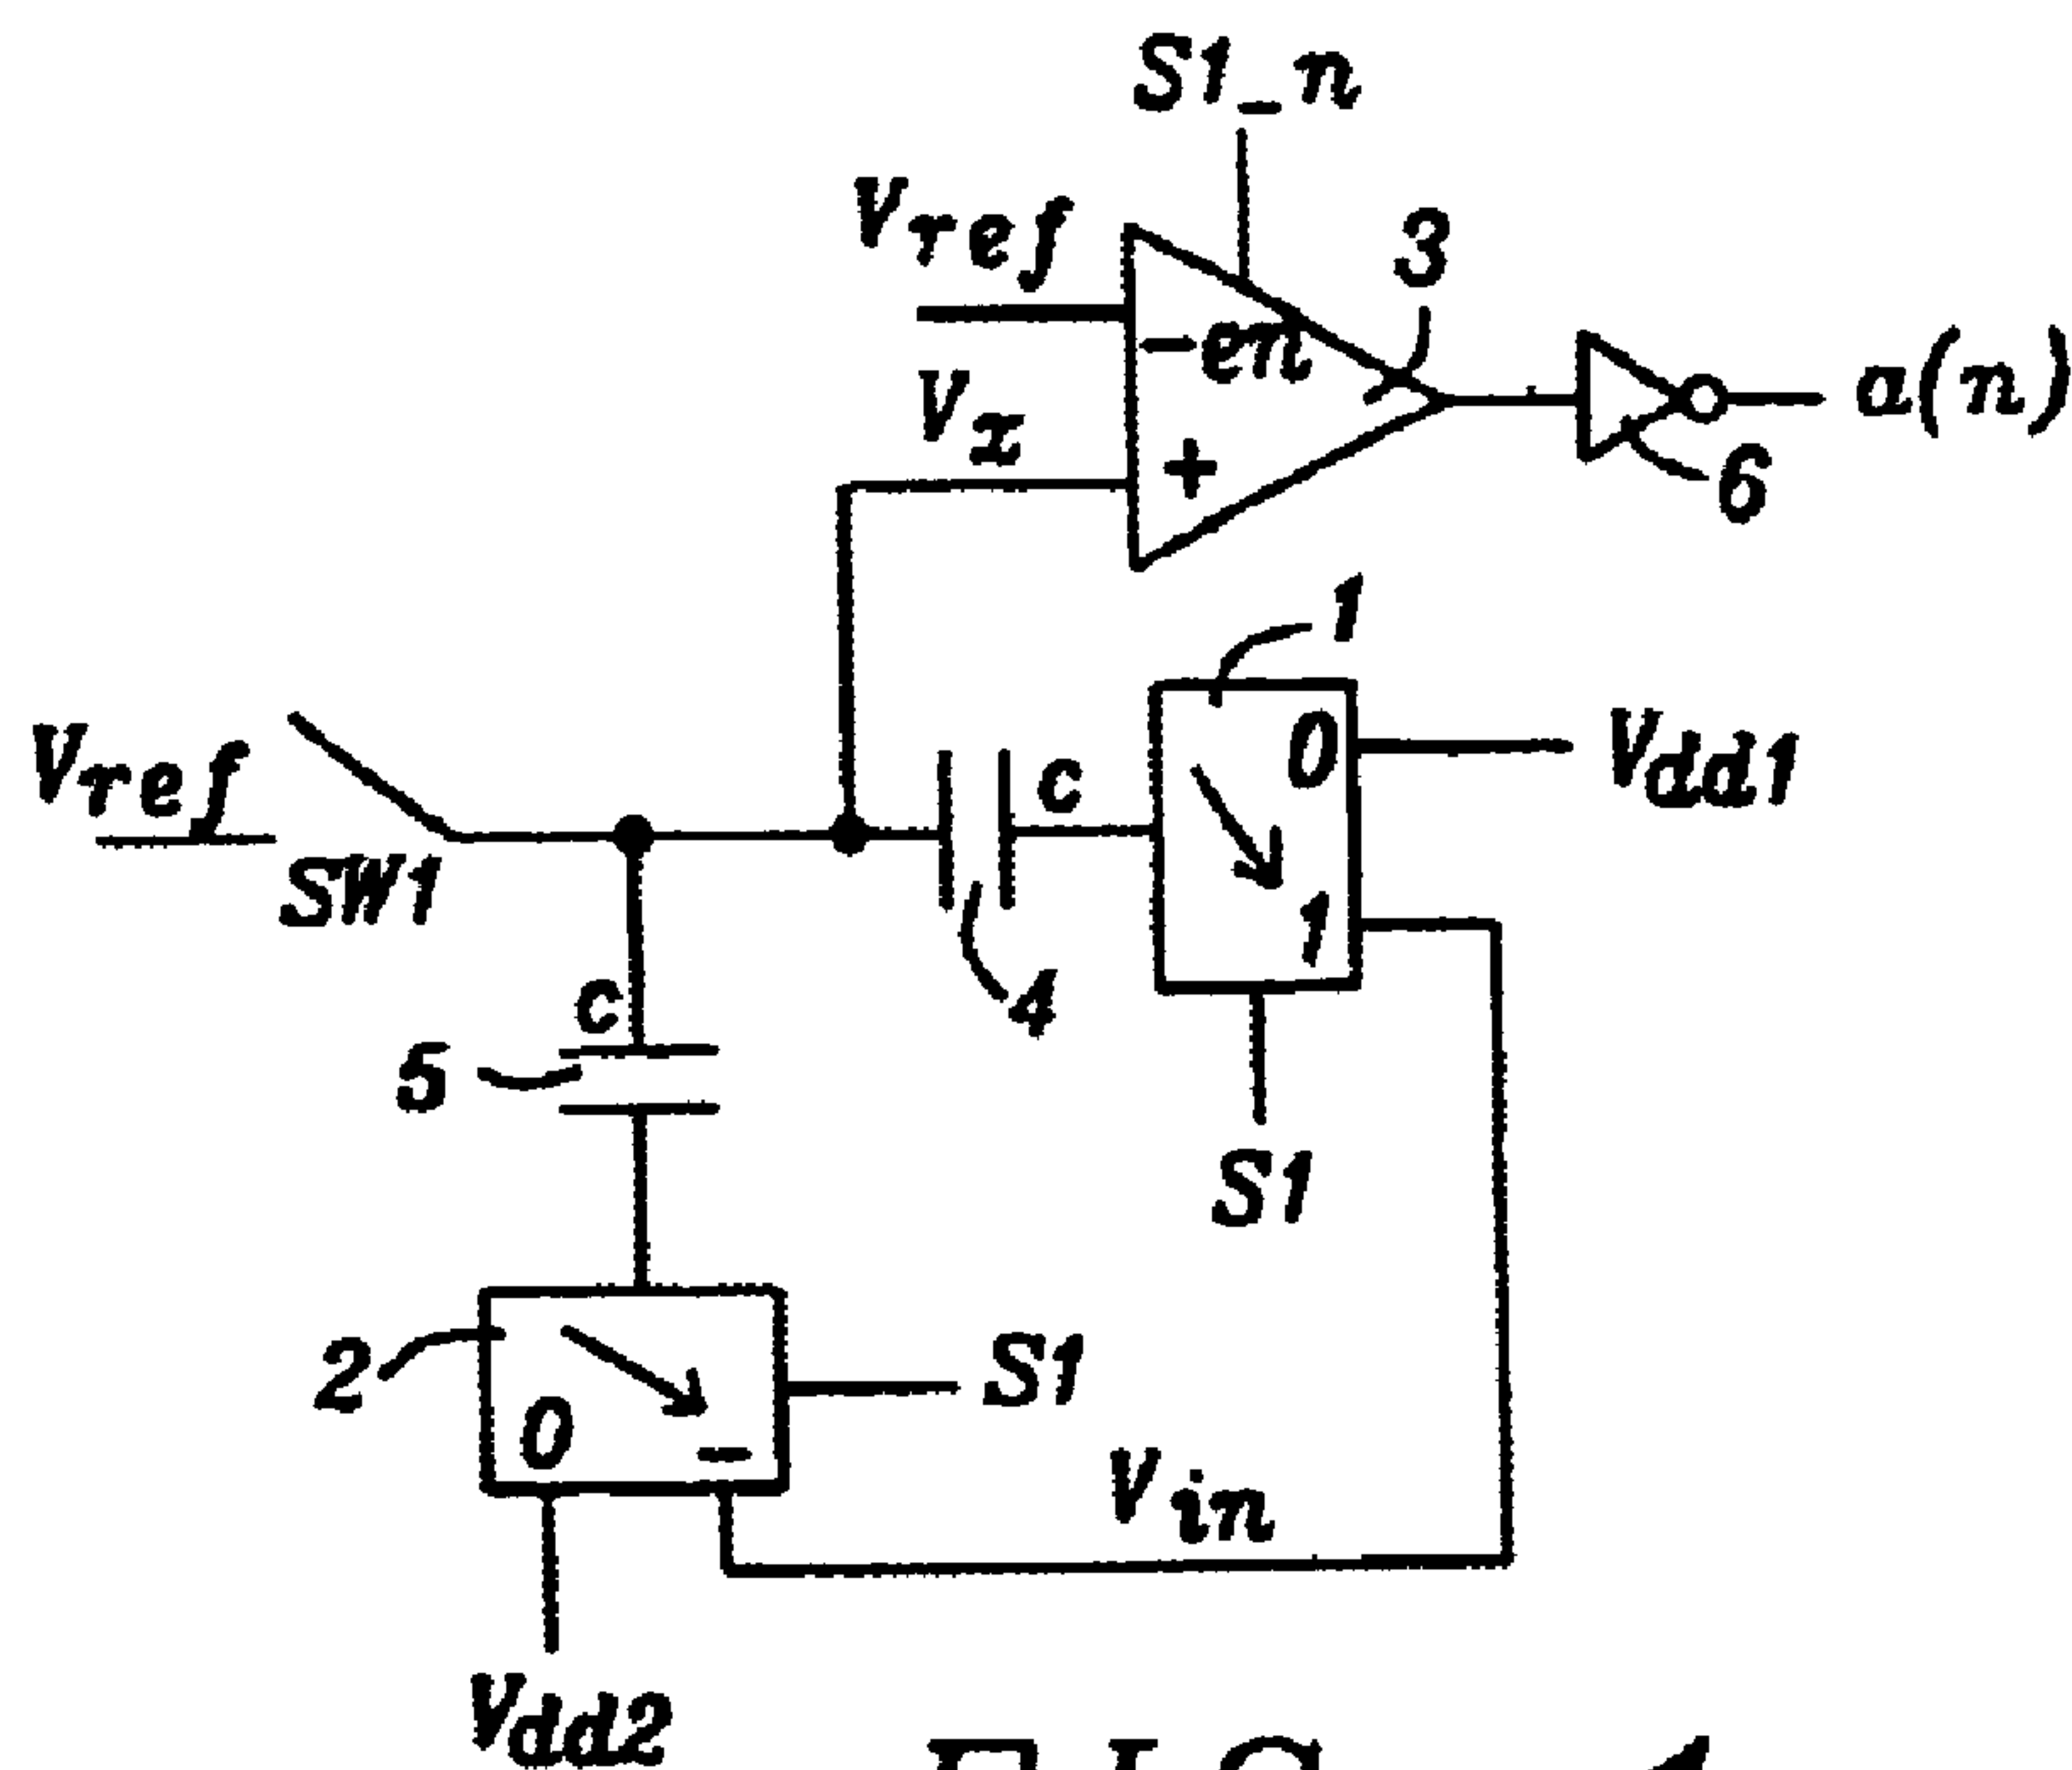 S1_n
Vref
3
-en
Vx
a(n)
+
6
1
Vref
0
Vdd1
c
SW1
1
4
c
5
S1
2
S1
0
-
Vin
Vdd2